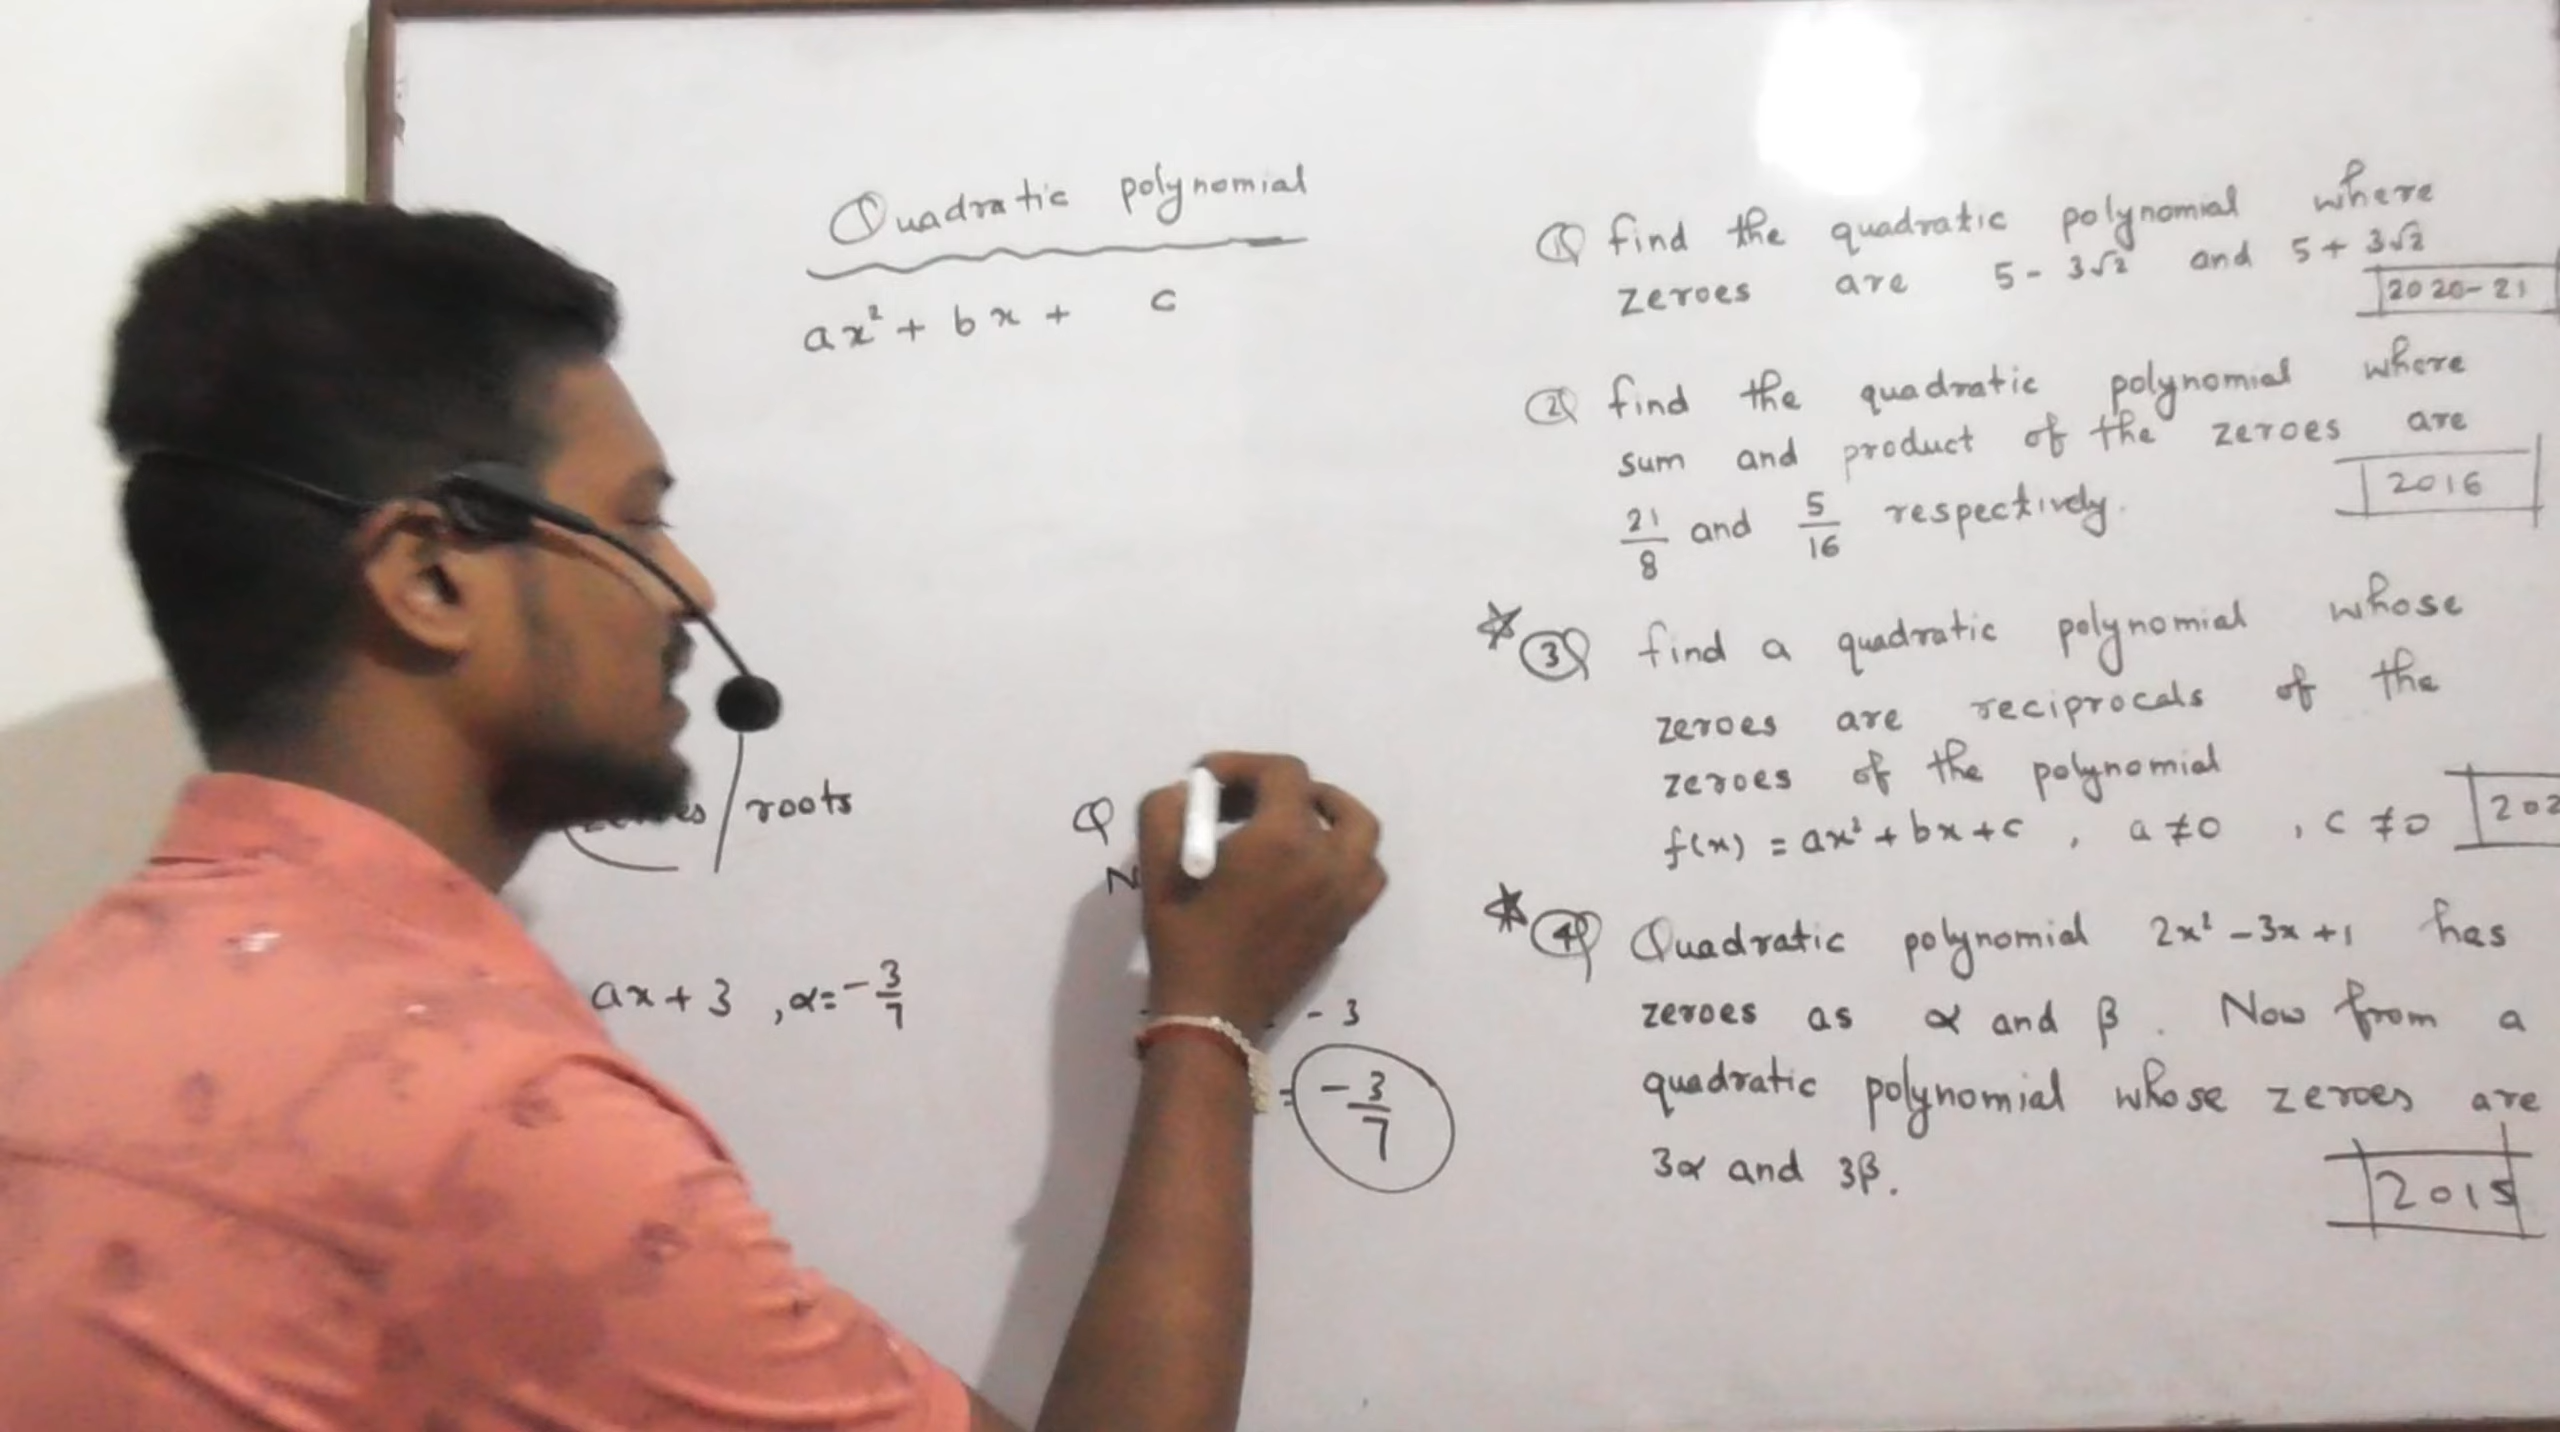 Quadratic polynomial
ax² + bx + c
roots
Q
N
ax + 3 , α = -3/7
- 3
= -3/7
① find the quadratic polynomial where
zeroes are 5 - 3√2 and 5 + 3√2
2020-21
② find the quadratic polynomial where
sum and product of the zeroes are
21/8 and 5/16 respectively.
2016
☆ ③ find a quadratic polynomial whose
zeroes are reciprocals of the
zeroes of the polynomial
f(x) = ax² + bx + c , a ≠ 0 , c ≠ 0
202
☆ ④ Quadratic polynomial 2x² - 3x + 1 has
zeroes as α and β . Now from a
quadratic polynomial whose zeroes are
3α and 3β.
2015